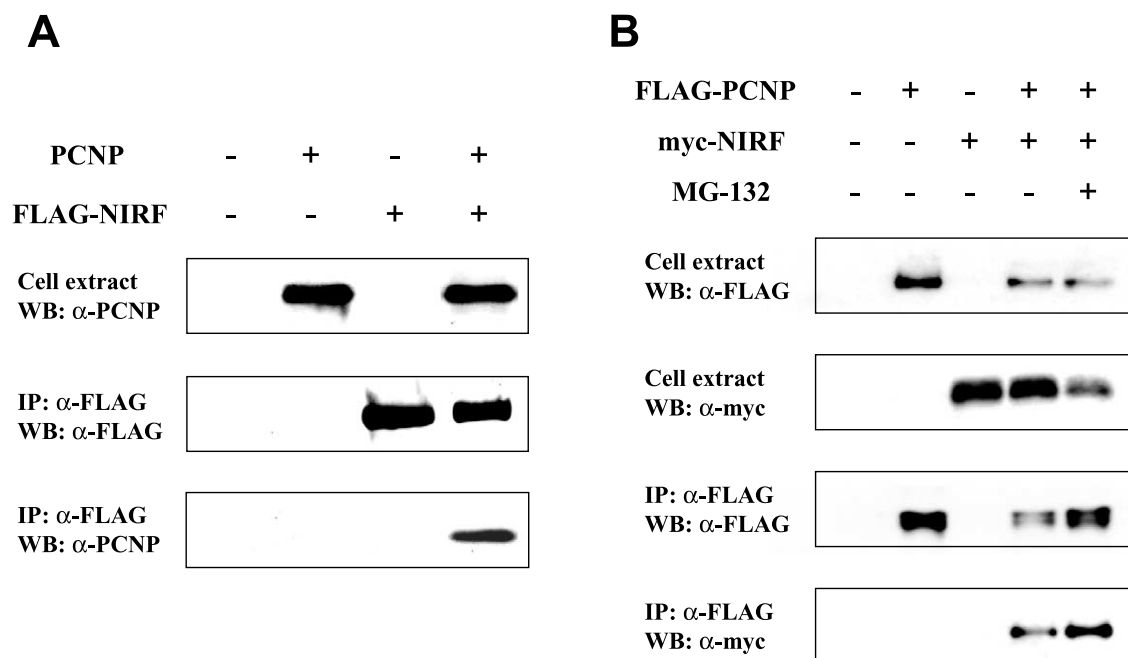 A
PCNP - + - +
FLAG-NIRF - - + +
Cell extract
WB: α-PCNP
IP: α-FLAG
WB: α-FLAG
IP: α-FLAG
WB: α-PCNP
B
FLAG-PCNP - + - + +
myc-NIRF - - + + +
MG-132 - - - - +
Cell extract
WB: α-FLAG
Cell extract
WB: α-myc
IP: α-FLAG
WB: α-FLAG
IP: α-FLAG
WB: α-myc